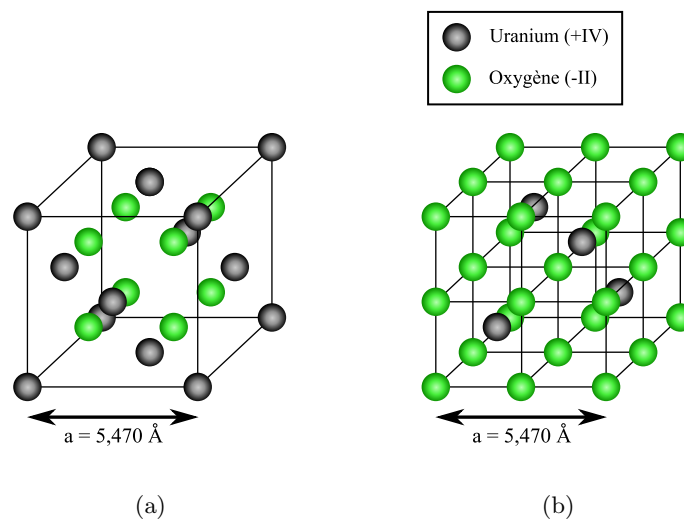 Uranium (+IV)
Oxygène (-II)
a = 5,470 Å
a = 5,470 Å
(a)
(b)